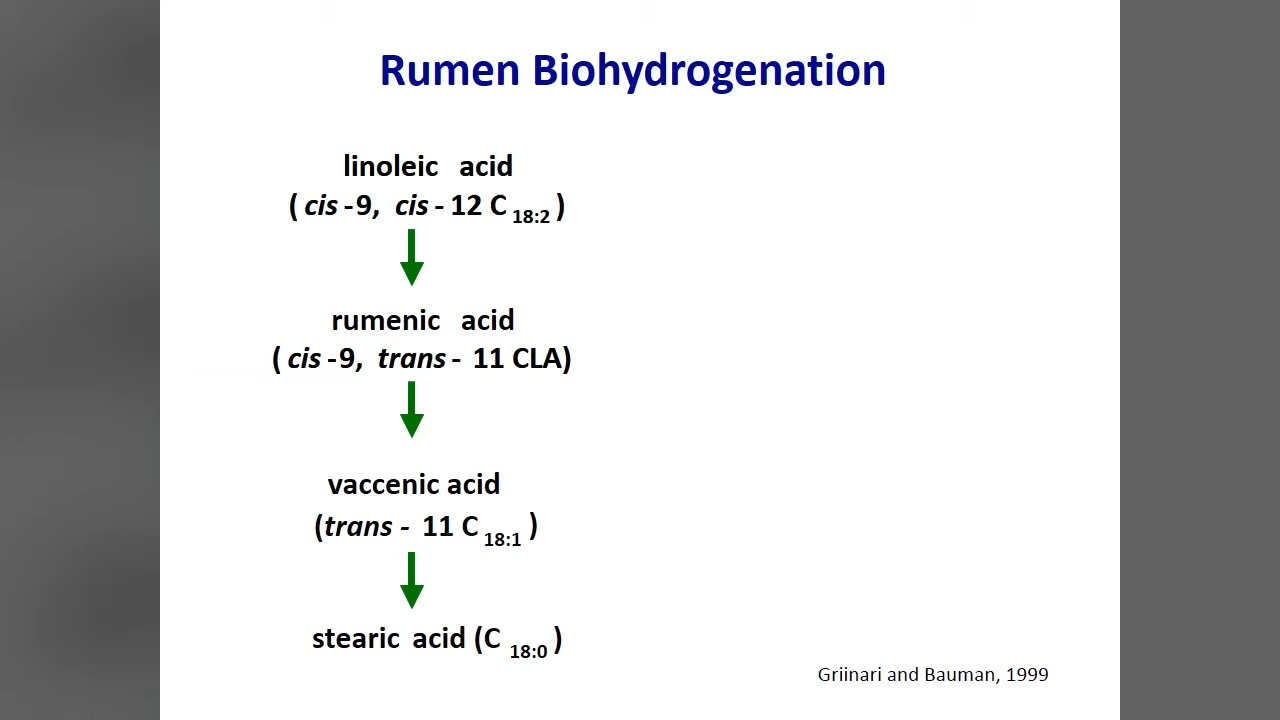 Rumen Biohydrogenation
linoleic acid
( cis -9, cis - 12 C 18:2 )
rumenic acid
( cis -9, trans - 11 CLA)
vaccenic acid
(trans - 11 C 18:1 )
stearic acid (C 18:0 )
Griinari and Bauman, 1999